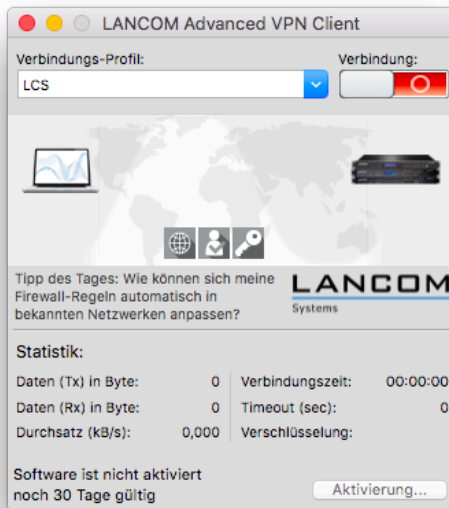 LANCOM Advanced VPN Client
Verbindungs-Profil:
Verbindung:
LCS
Tipp des Tages: Wie können sich meine
Firewall-Regeln automatisch in
bekannten Netzwerken anpassen?
LANCOM
Systems
Statistik:
Daten (Tx) in Byte: 0 Verbindungszeit: 00:00:00
Daten (Rx) in Byte: 0 Timeout (sec): 0
Durchsatz (kB/s): 0,000 Verschlüsselung:
Software ist nicht aktiviert
noch 30 Tage gültig
Aktivierung...